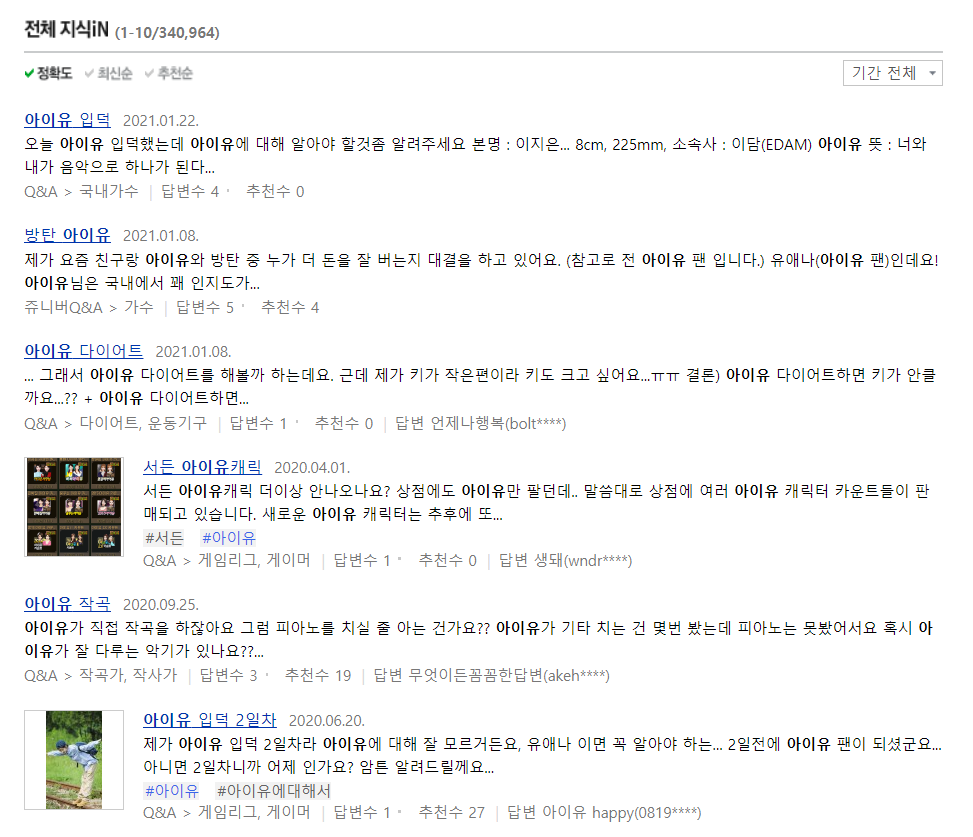 전체 지식iN (1-10/340,964)
정확도 최신순 추천순 기간 전체
아이유 입덕 2021.01.22.
오늘 아이유 입덕했는데 아이유에 대해 알아야 할것좀 알려주세요 본명 : 이지은... 8cm, 225mm, 소속사 : 이담(EDAM) 아이유 뜻 : 너와
내가 음악으로 하나가 된다...
Q&A > 국내가수 | 답변수 4 · 추천수 0
방탄 아이유 2021.01.08.
제가 요즘 친구랑 아이유와 방탄 중 누가 더 돈을 잘 버는지 대결을 하고 있어요. (참고로 전 아이유 팬 입니다.) 유애나(아이유 팬)인데요!
아이유님은 국내에서 꽤 인지도가...
쥬니버Q&A > 가수 | 답변수 5 · 추천수 4
아이유 다이어트 2021.01.08.
... 그래서 아이유 다이어트를 해볼까 하는데요. 근데 제가 키가 작은편이라 키도 크고 싶어요...ㅠㅠ 결론) 아이유 다이어트하면 키가 안클
까요...?? + 아이유 다이어트하면...
Q&A > 다이어트, 운동기구 | 답변수 1 · 추천수 0 | 답변 언제나행복(bolt****)
서든 아이유캐릭 2020.04.01.
서든 아이유캐릭 더이상 안나오나요? 상점에도 아이유만 팔던데.. 말씀대로 상점에 여러 아이유 캐릭터 카운트들이 판
매되고 있습니다. 새로운 아이유 캐릭터는 추후에 또...
#서든 #아이유
Q&A > 게임리그, 게이머 | 답변수 1 · 추천수 0 | 답변 생돼(wndr****)
아이유 작곡 2020.09.25.
아이유가 직접 작곡을 하잖아요 그럼 피아노를 치실 줄 아는 건가요?? 아이유가 기타 치는 건 몇번 봤는데 피아노는 못봤어서요 혹시 아
이유가 잘 다루는 악기가 있나요??...
Q&A > 작곡가, 작사가 | 답변수 3 · 추천수 19 | 답변 무엇이든꼼꼼한답변(akeh****)
아이유 입덕 2일차 2020.06.20.
제가 아이유 입덕 2일차라 아이유에 대해 잘 모르거든요, 유애나 이면 꼭 알아야 하는... 2일전에 아이유 팬이 되셨군요...
아니면 2일차니까 어제 인가요? 암튼 알려드릴께요...
#아이유 #아이유에대해서
Q&A > 게임리그, 게이머 | 답변수 1 · 추천수 27 | 답변 아이유 happy(0819****)